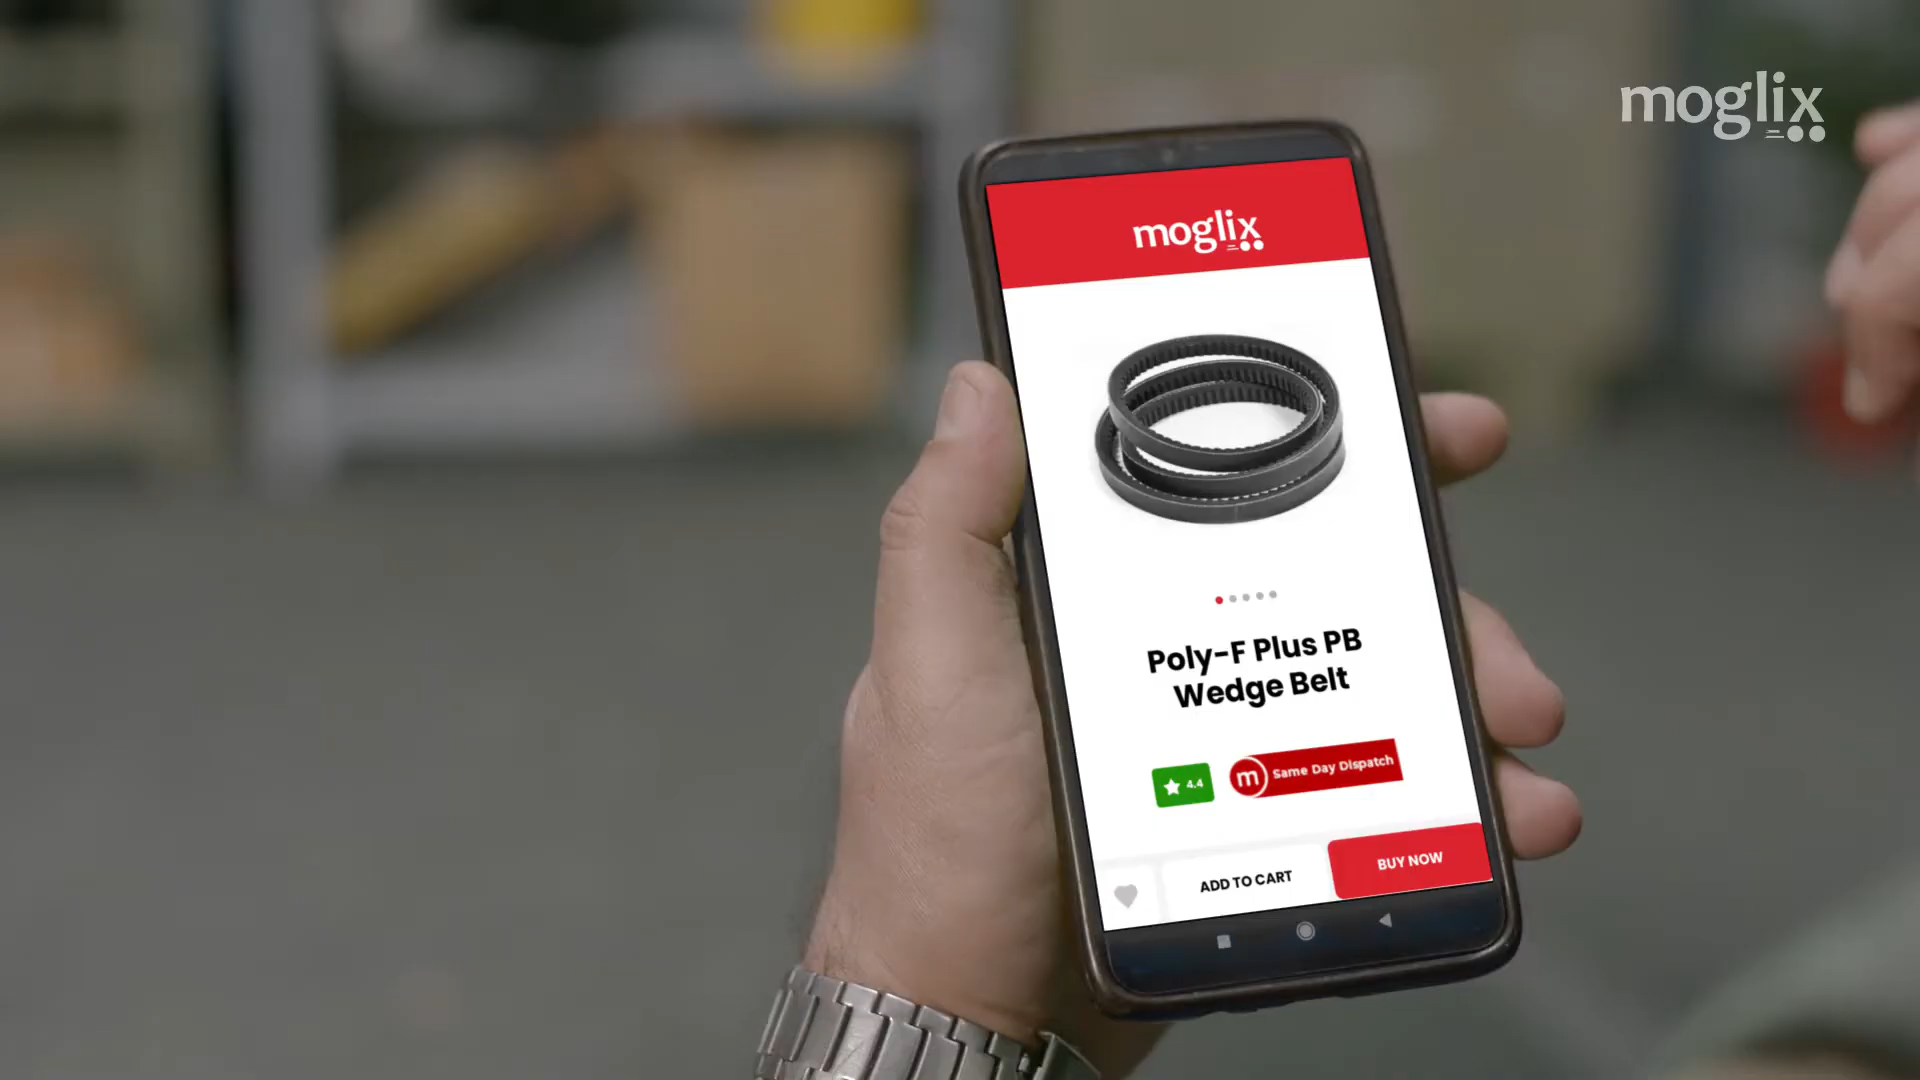 moglix
moglix
Poly-F Plus PB
Wedge Belt
4.4
m Same Day Dispatch
ADD TO CART
BUY NOW